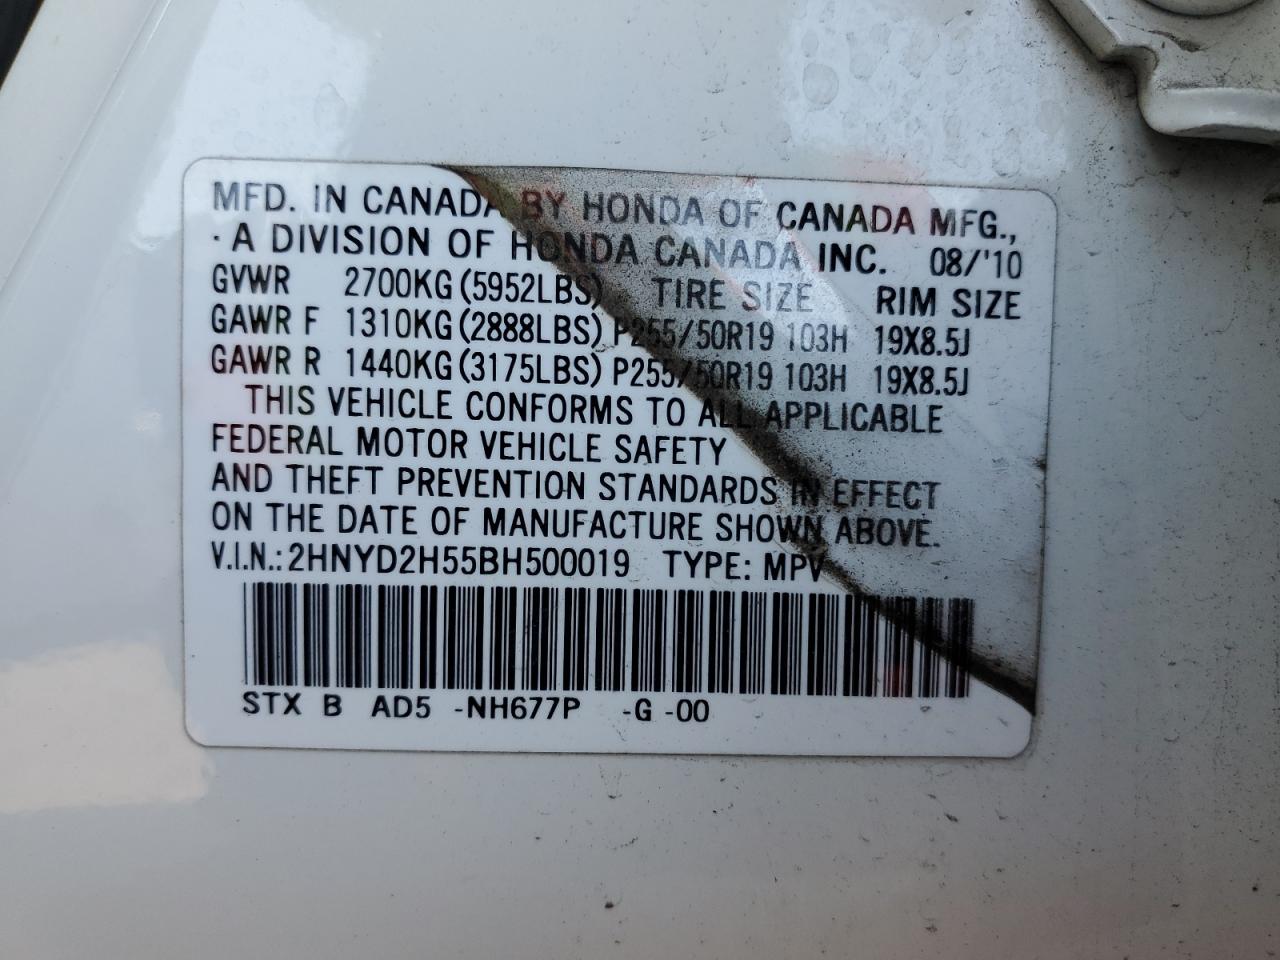 MFD. IN CANADA BY HONDA OF CANADA MFG.,
· A DIVISION OF HONDA CANADA INC. 08/'10
GVWR 2700KG (5952LBS) TIRE SIZE RIM SIZE
GAWR F 1310KG (2888LBS) P255/50R19 103H 19X8.5J
GAWR R 1440KG (3175LBS) P255/50R19 103H 19X8.5J
THIS VEHICLE CONFORMS TO ALL APPLICABLE
FEDERAL MOTOR VEHICLE SAFETY
AND THEFT PREVENTION STANDARDS IN EFFECT
ON THE DATE OF MANUFACTURE SHOWN ABOVE.
V.I.N.: 2HNYD2H55BH500019 TYPE: MPV
STX B AD5 -NH677P -G -00